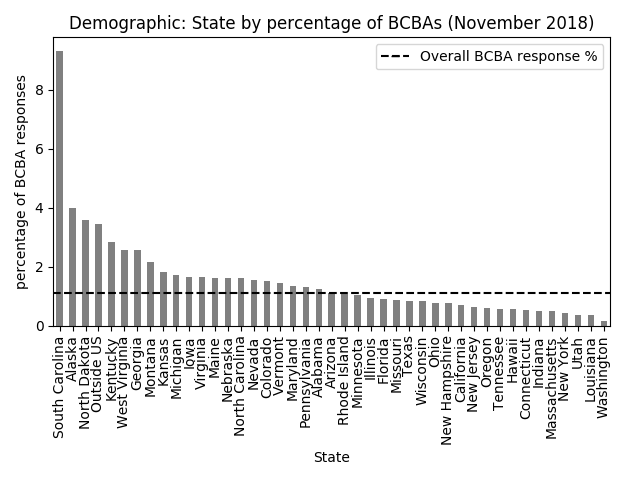 Demographic: State by percentage of BCBAs (November 2018)
Overall BCBA response %
percentage of BCBA responses
8
6
4
2
0
South Carolina
Alaska
North Dakota
Outside US
Kentucky
West Virginia
Georgia
Montana
Kansas
Michigan
Iowa
Virginia
Maine
Nebraska
North Carolina
Nevada
Colorado
Vermont
Maryland
Pennsylvania
Alabama
Arizona
Rhode Island
Minnesota
Illinois
Florida
Missouri
Texas
Wisconsin
Ohio
New Hampshire
California
New Jersey
Oregon
Tennessee
Hawaii
Connecticut
Indiana
Massachusetts
New York
Utah
Louisiana
Washington
State